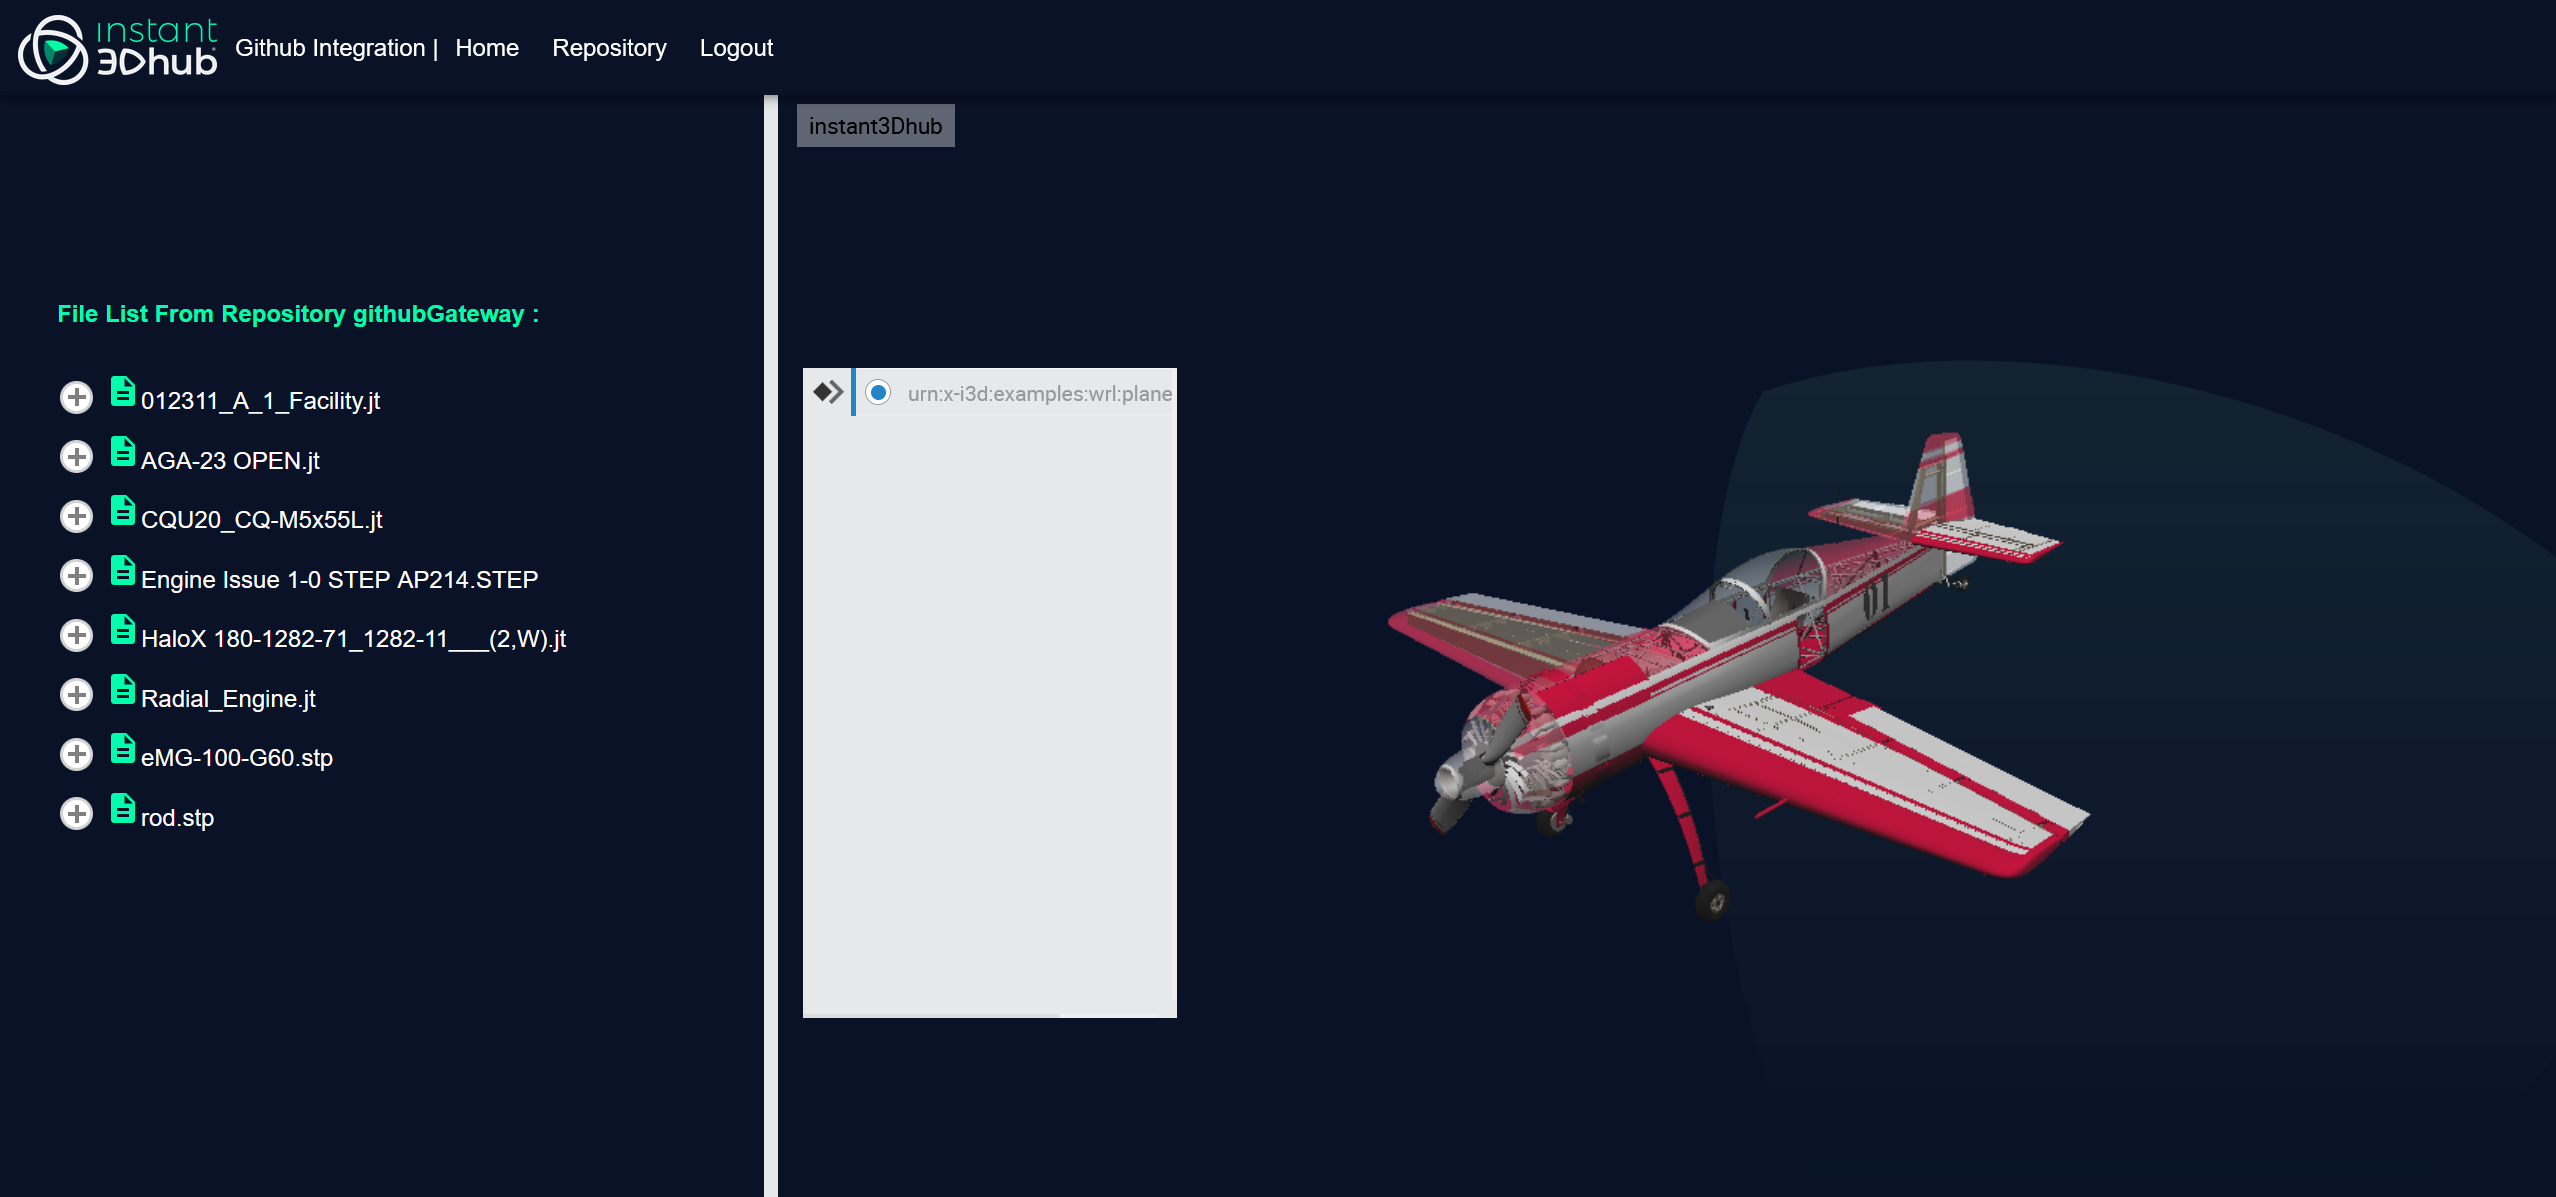 instant
3Dhub
Github Integration | Home Repository Logout
instant3Dhub
File List From Repository githubGateway :
012311_A_1_Facility.jt
AGA-23 OPEN.jt
CQU20_CQ-M5x55L.jt
Engine Issue 1-0 STEP AP214.STEP
HaloX 180-1282-71_1282-11___(2,W).jt
Radial_Engine.jt
eMG-100-G60.stp
rod.stp
urn:x-i3d:examples:wrl:plane
01